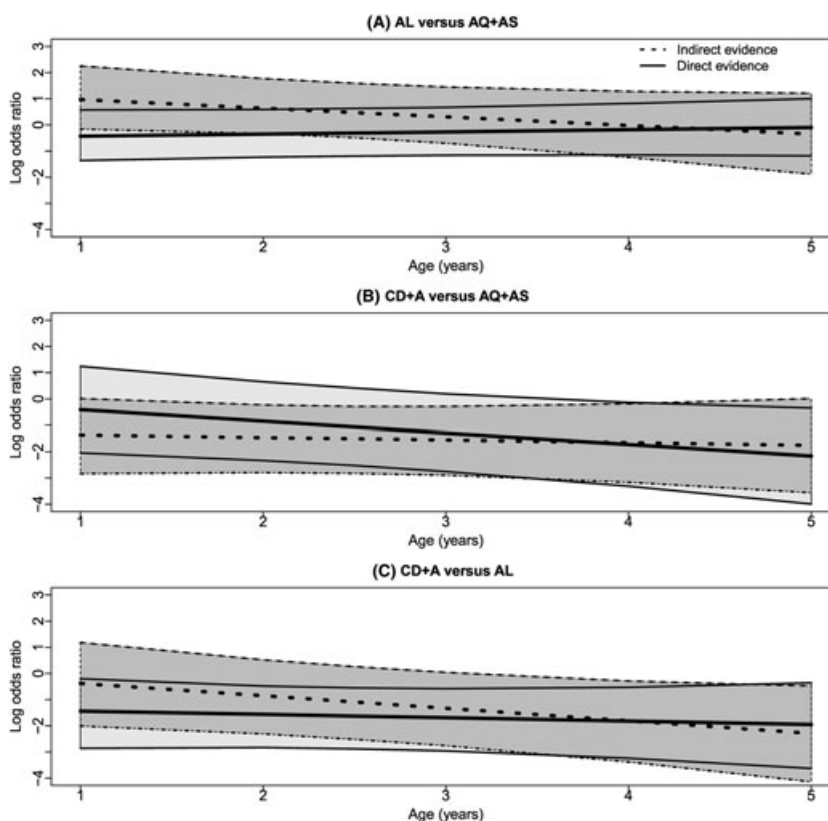 (A) AL versus AQ+AS
3
2
1
0
−2
−4
Log odds ratio
Indirect evidence
Direct evidence
1 2 3 4 5
Age (years)
(B) CD+A versus AQ+AS
3
2
1
0
−2
−4
Log odds ratio
1 2 3 4 5
Age (years)
(C) CD+A versus AL
3
2
1
0
−2
−4
Log odds ratio
1 2 3 4 5
Age (years)